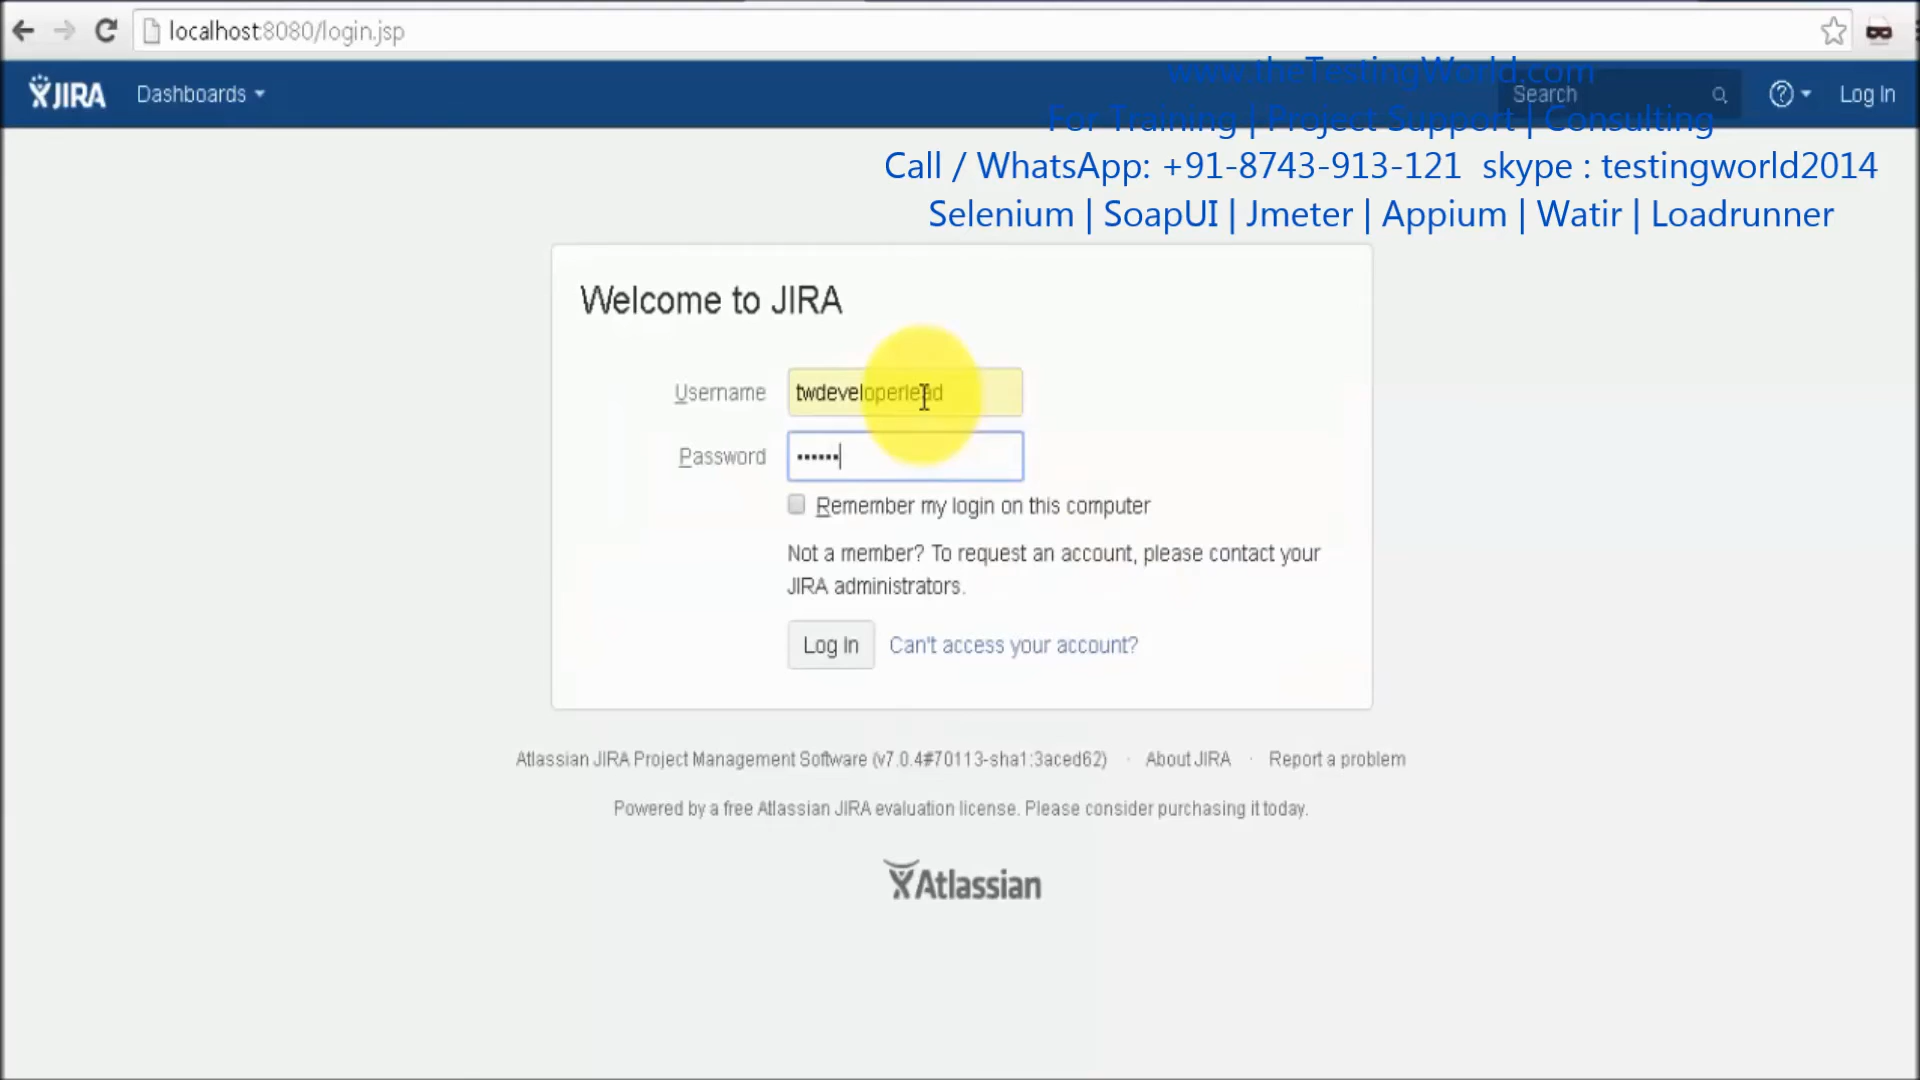 localhost:8080/login.jsp
JIRA
Dashboards
www.theTestingWorld.com
Search
Log In
For Training | Project Support | Consulting
Call / WhatsApp: +91-8743-913-121 skype : testingworld2014
Selenium | SoapUI | Jmeter | Appium | Watir | Loadrunner
Welcome to JIRA
Username
twdeveloperlead
Password
••••••
Remember my login on this computer
Not a member? To request an account, please contact your
JIRA administrators.
Log In
Can't access your account?
Atlassian JIRA Project Management Software (v7.0.4#70113-sha1:3aced62) · About JIRA · Report a problem
Powered by a free Atlassian JIRA evaluation license. Please consider purchasing it today.
Atlassian